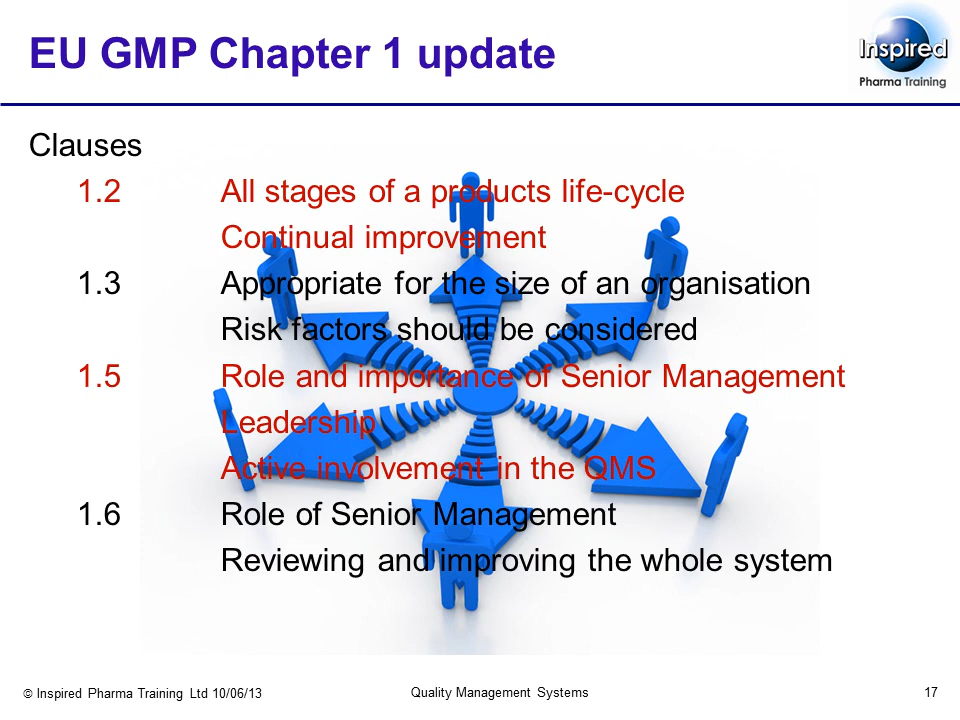 EU GMP Chapter 1 update
Inspired
Pharma Training
Clauses
1.2 All stages of a products life-cycle
Continual improvement
1.3 Appropriate for the size of an organisation
Risk factors should be considered
1.5 Role and importance of Senior Management
Leadership
Active involvement in the QMS
1.6 Role of Senior Management
Reviewing and improving the whole system
© Inspired Pharma Training Ltd 10/06/13 Quality Management Systems 17